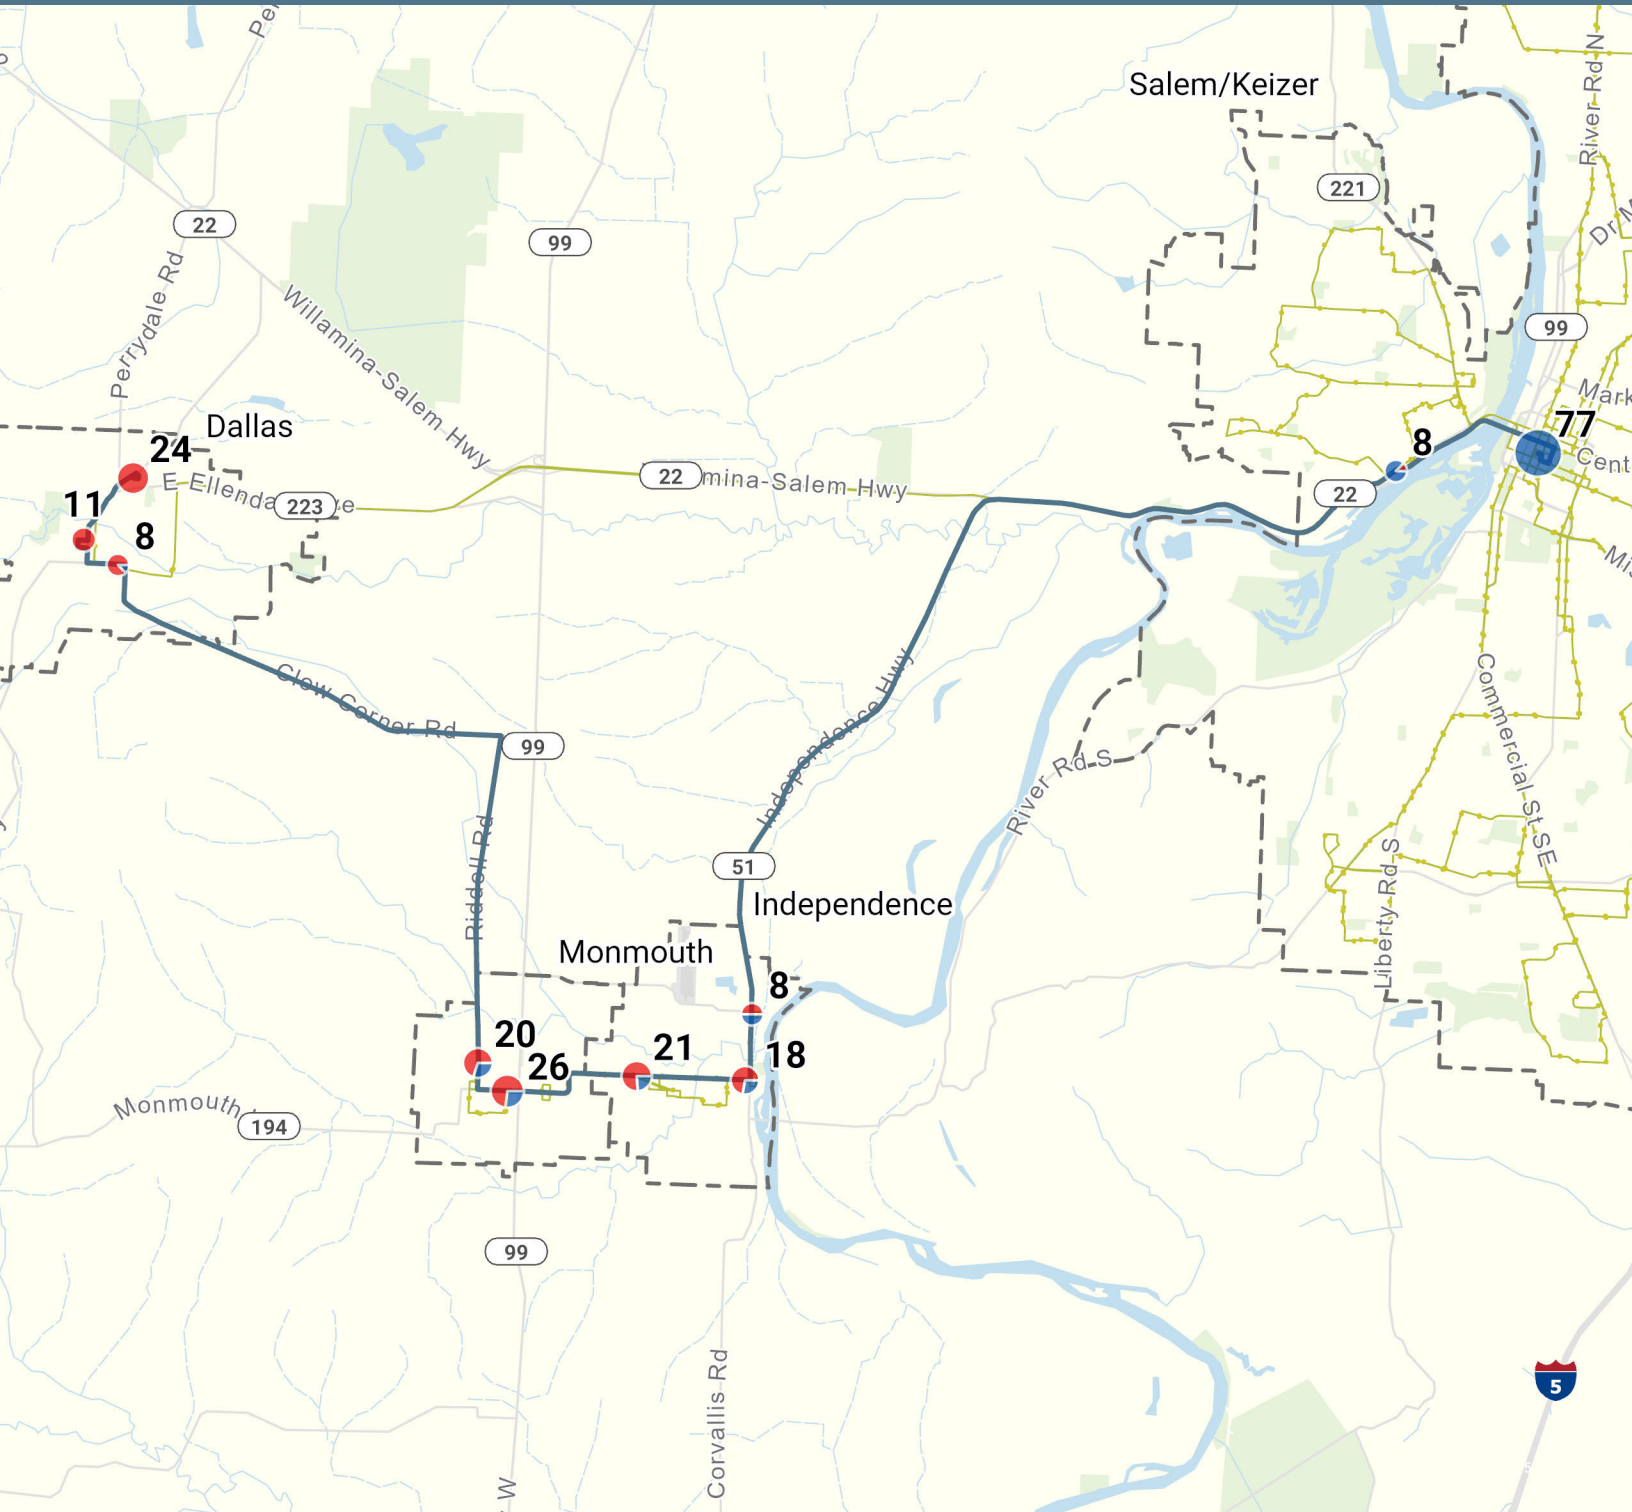 Salem/Keizer
River Rd N
221
22
99
Perrydale Rd
Willamina-Salem Hwy
99
Dallas
24
E Ellenda
223
e
11
8
22
mina-Salem Hwy
8
77
22
Mark
Cent
Dr M
Mis
Clow Corner Rd
99
Independence Hwy
River Rd S
Commercial St SE
Riddell Rd
51
Independence
Monmouth
Liberty Rd S
8
20
26
21
18
Monmouth
194
99
Corvallis Rd
5
W
Per